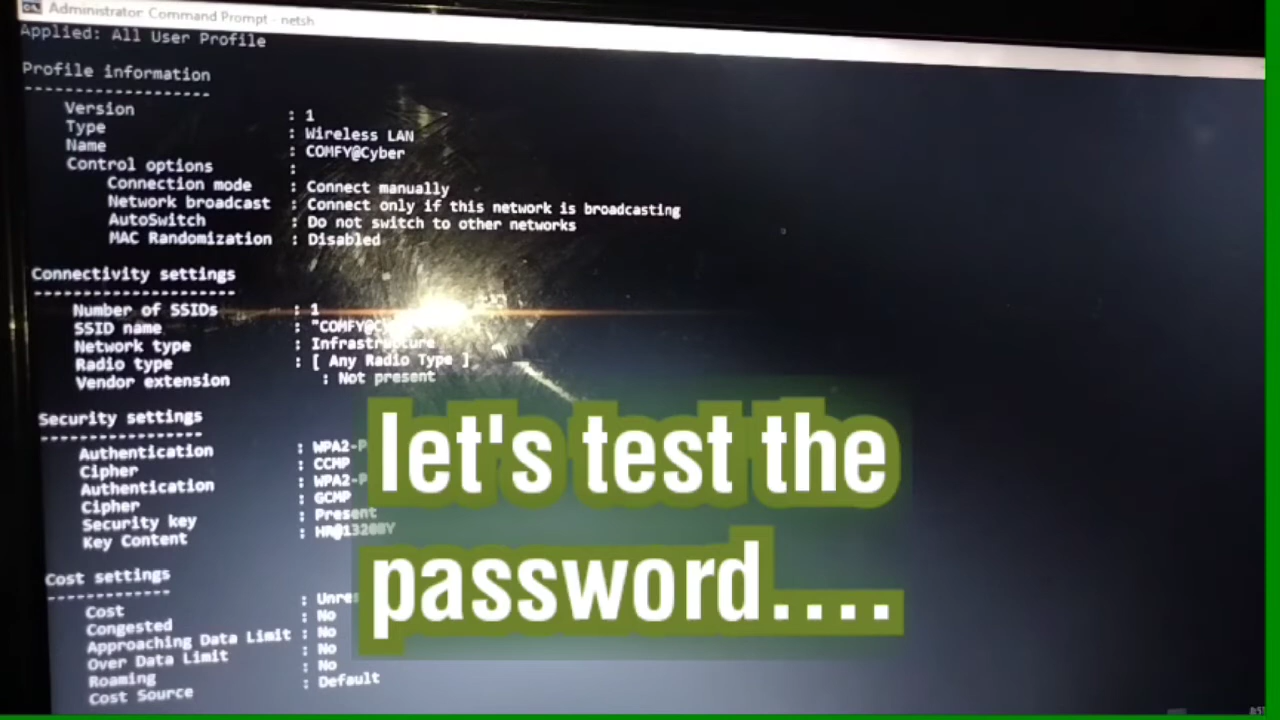 Administrator: Command Prompt - netsh
Applied: All User Profile
Profile information
-------------------
Version : 1
Type : Wireless LAN
Name : COMFY@Cyber
Control options :
Connection mode : Connect manually
Network broadcast : Connect only if this network is broadcasting
AutoSwitch : Do not switch to other networks
MAC Randomization : Disabled
Connectivity settings
---------------------
Number of SSIDs : 1
SSID name : "COMFY@Cy
Network type : Infrastructure
Radio type : [ Any Radio Type ]
Vendor extension : Not present
Security settings
-----------------
Authentication : WPA2-P
Cipher : CCMP
Authentication : WPA2-P
Cipher : GCMP
Security key : Present
Key Content :
let's test the
password....
Cost settings
-------------
Cost : Unres
Congested : No
Approaching Data Limit : No
Over Data Limit : No
Roaming : No
Cost Source : Default